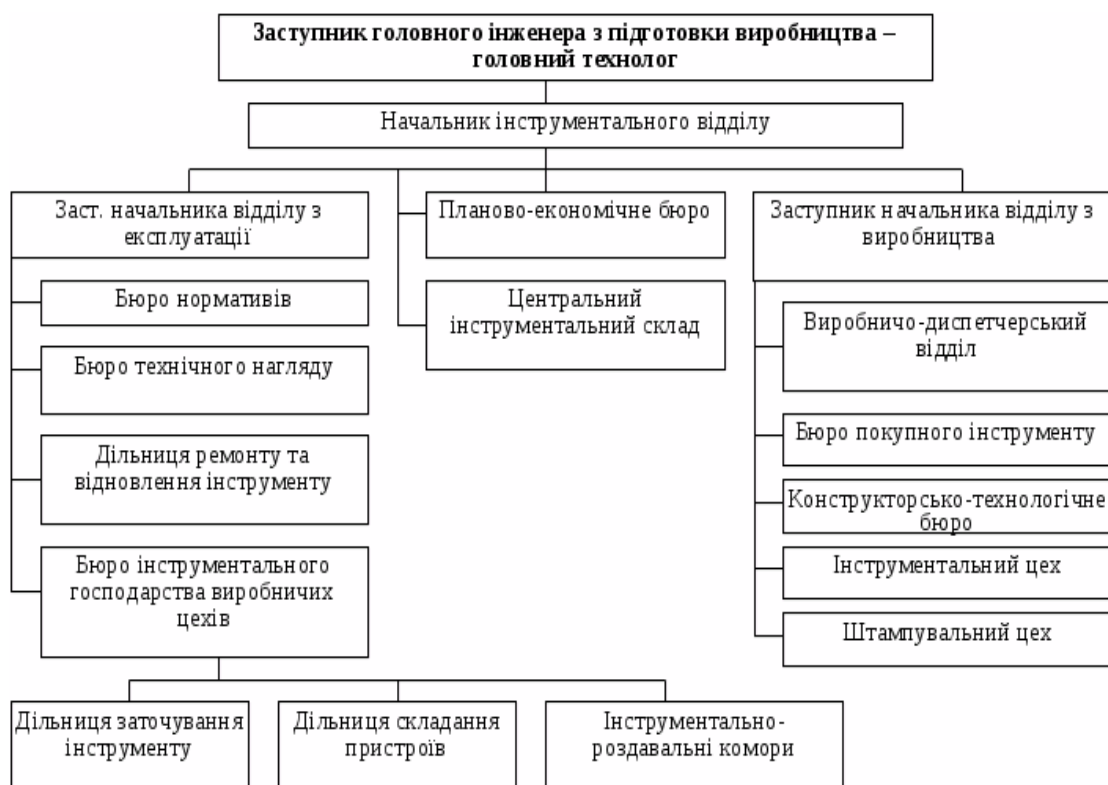 Заступник головного інженера з підготовки виробництва –
головний технолог
Начальник інструментального відділу
Заст. начальника відділу з
експлуатації
Бюро нормативів
Бюро технічного нагляду
Дільниця ремонту та
відновлення інструменту
Бюро інструментального
господарства виробничих
цехів
Планово-економічне бюро
Центральний
інструментальний склад
Заступник начальника відділу з
виробництва
Виробничо-диспетчерський
відділ
Бюро покупного інструменту
Конструкторсько-технологічне
бюро
Інструментальний цех
Штампувальний цех
Дільниця заточування
інструменту
Дільниця складання
пристроїв
Інструментально-
роздавальні комори